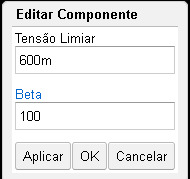 Editar Componente
Tensão Limiar
600m
Beta
100
Aplicar OK Cancelar